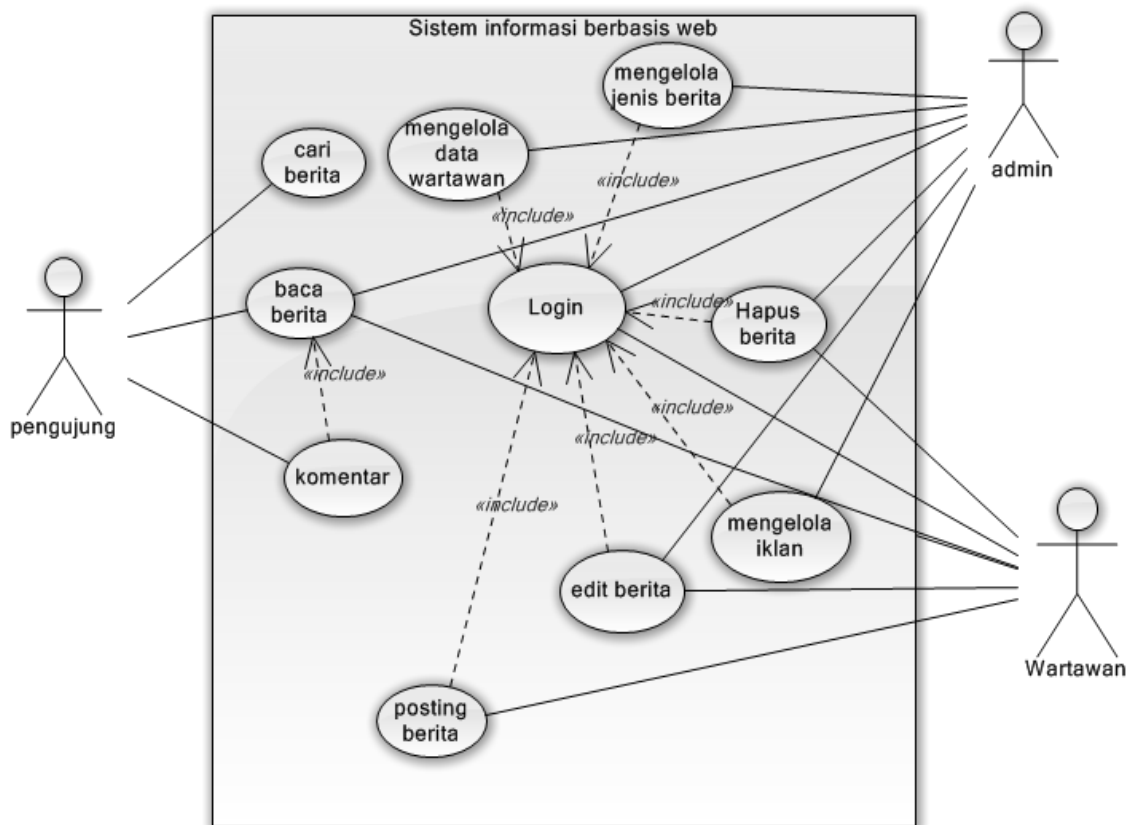 Sistem informasi berbasis web
mengelola
jenis berita
mengelola
data
wartawan
cari
berita
admin
«include»
«include»
baca
berita
Login
«include»
Hapus
berita
«include»
pengujung
«include»
«include»
komentar
«include»
mengelola
iklan
edit berita
Wartawan
posting
berita